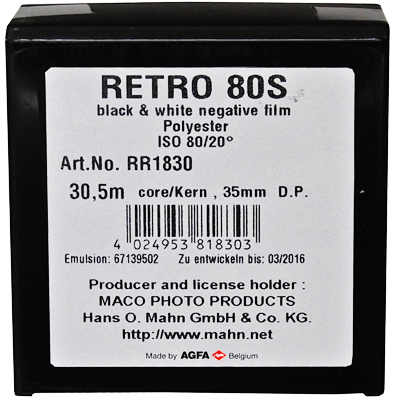 RETRO 80S
black & white negative film
Polyester
ISO 80/20°
Art.No. RR1830
30,5m core/Kern , 35mm D.P.
4 024953 818303
Emulsion: 67139502 Zu entwickeln bis: 03/2016
Producer and license holder :
MACO PHOTO PRODUCTS
Hans O. Mahn GmbH & Co. KG.
http://www.mahn.net
Made by AGFA Belgium